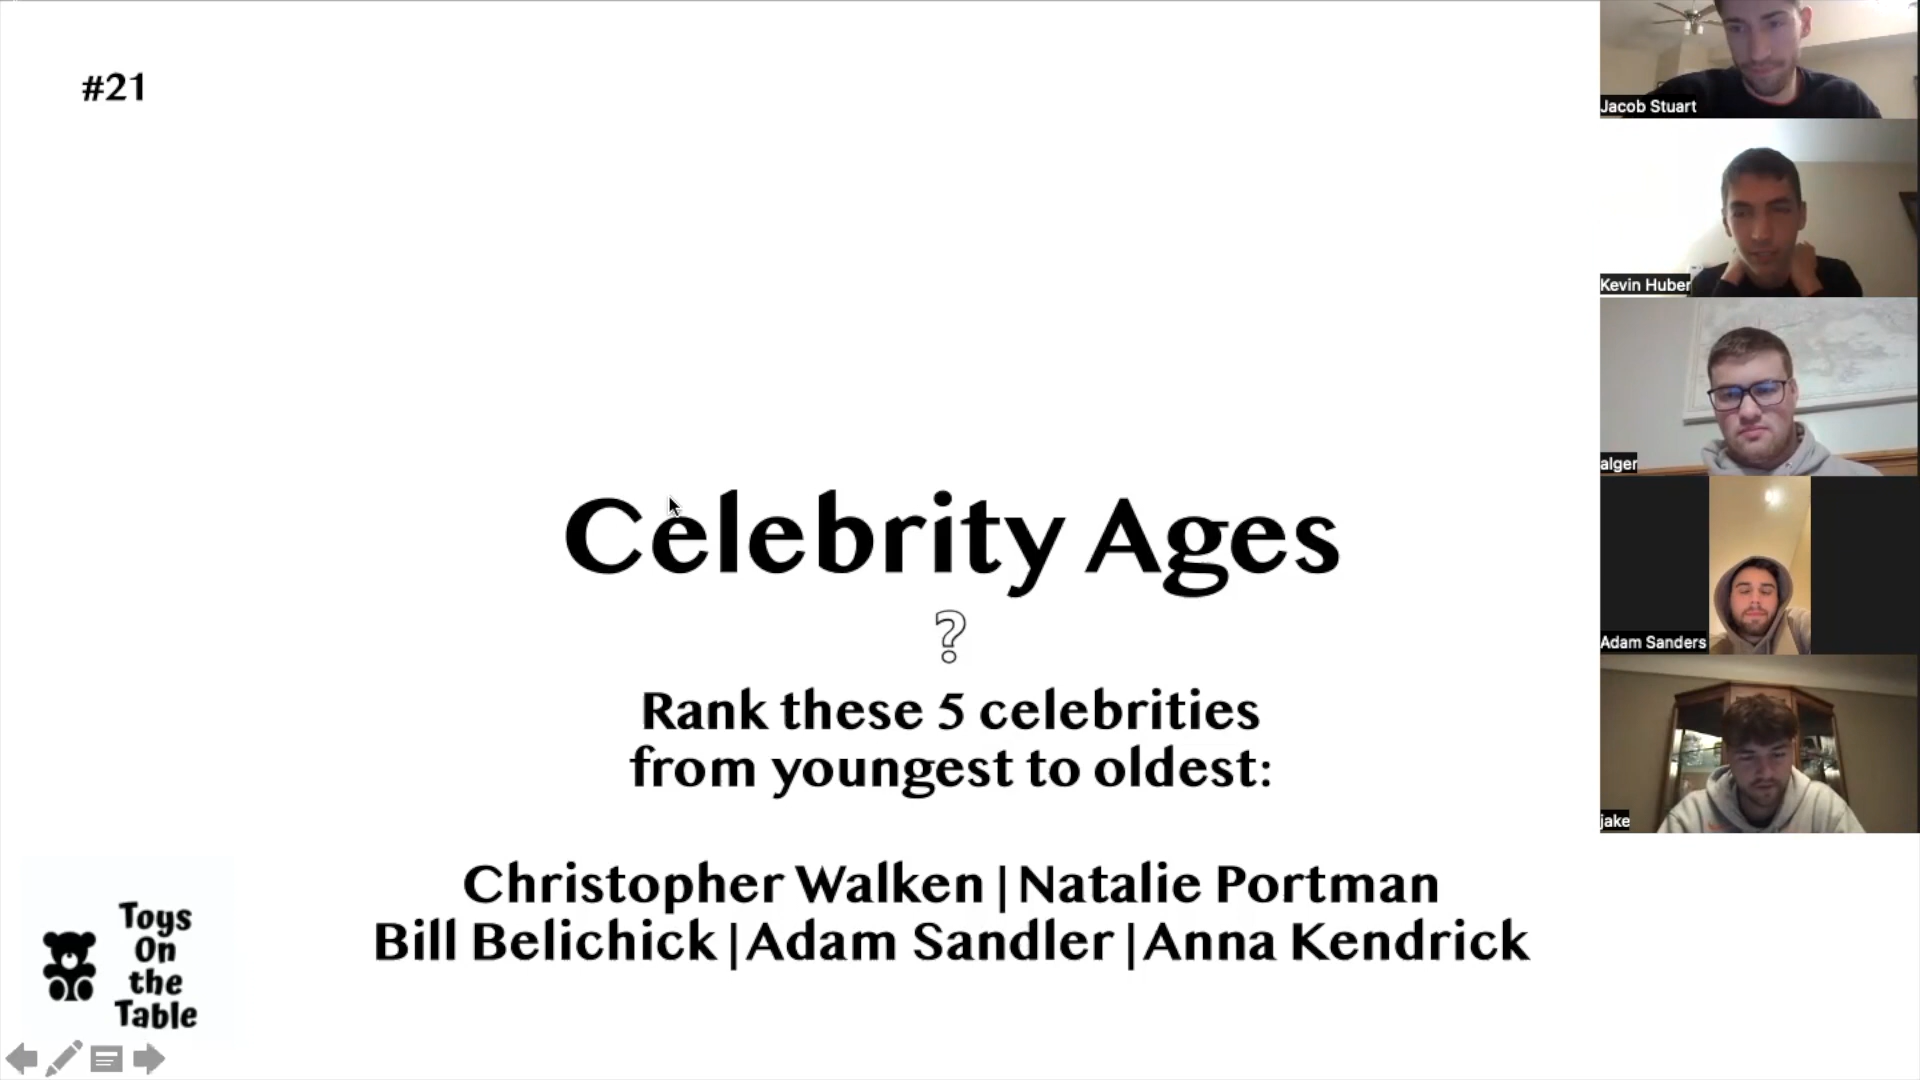 #21
Celebrity Ages
?
Rank these 5 celebrities
from youngest to oldest:
Christopher Walken | Natalie Portman
Bill Belichick | Adam Sandler | Anna Kendrick
Toys
On
the
Table
Jacob Stuart
Kevin Huber
alger
Adam Sanders
jake